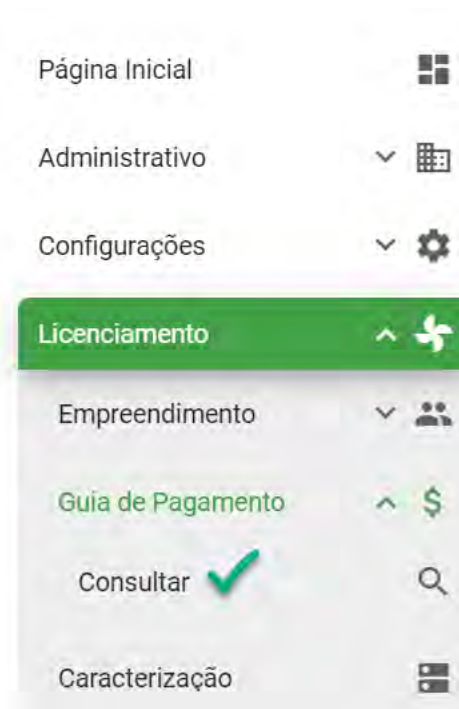 Página Inicial
Administrativo
Configurações
Licenciamento
Empreendimento
Guia de Pagamento
Consultar
Caracterização